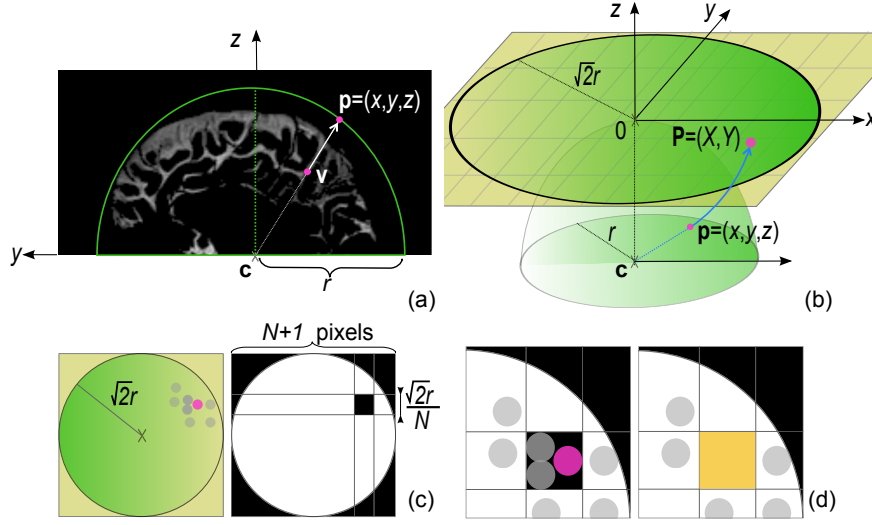 z
p=(x,y,z)
v
y
c
r
(a)
z
y
√2r
0
x
P=(X,Y)
r
p=(x,y,z)
c
(b)
N+1 pixels
√2r
√2r
N
(c)
(d)